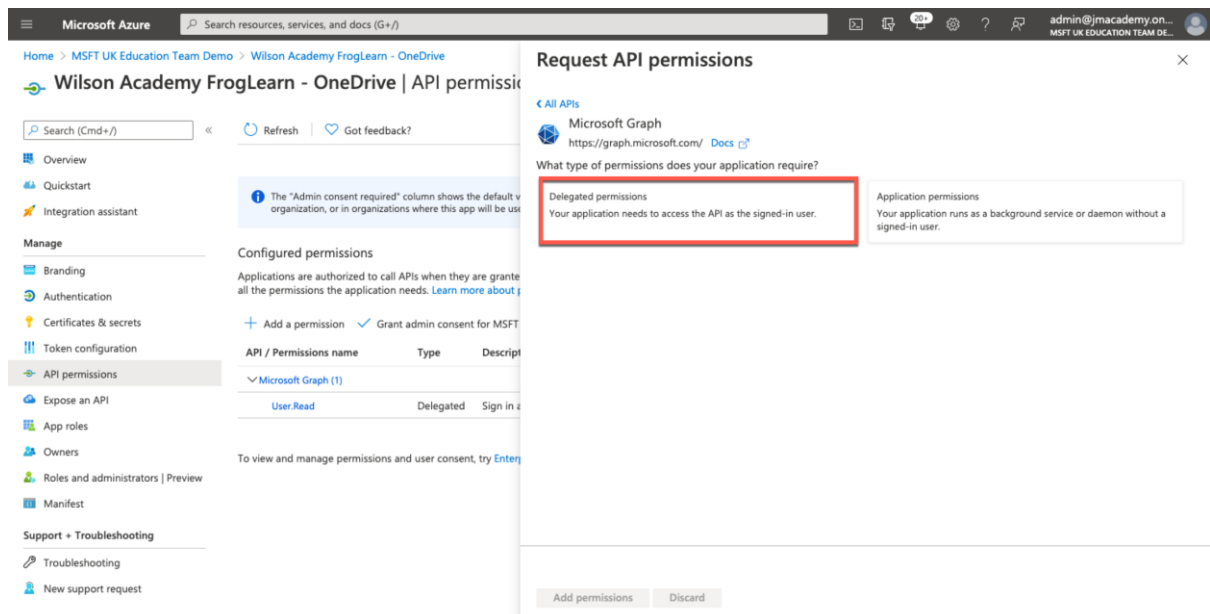 Microsoft Azure
Search resources, services, and docs (G+/)
20+
admin@jmacademy.on...
MSFT UK EDUCATION TEAM DE...
Home > MSFT UK Education Team Demo > Wilson Academy FrogLearn - OneDrive
Wilson Academy FrogLearn - OneDrive | API permissio
Search (Cmd+/)
«
Refresh
Got feedback?
Overview
Quickstart
Integration assistant
Manage
Branding
Authentication
Certificates & secrets
Token configuration
API permissions
Expose an API
App roles
Owners
Roles and administrators | Preview
Manifest
Support + Troubleshooting
Troubleshooting
New support request
The "Admin consent required" column shows the default v
organization, or in organizations where this app will be use
Configured permissions
Applications are authorized to call APIs when they are grante
all the permissions the application needs. Learn more about p
Add a permission
Grant admin consent for MSFT
API / Permissions name Type Descript
Microsoft Graph (1)
User.Read Delegated Sign in a
To view and manage permissions and user consent, try Enterp
Request API permissions
All APIs
Microsoft Graph
https://graph.microsoft.com/ Docs
What type of permissions does your application require?
Delegated permissions
Your application needs to access the API as the signed-in user.
Application permissions
Your application runs as a background service or daemon without a
signed-in user.
Add permissions
Discard